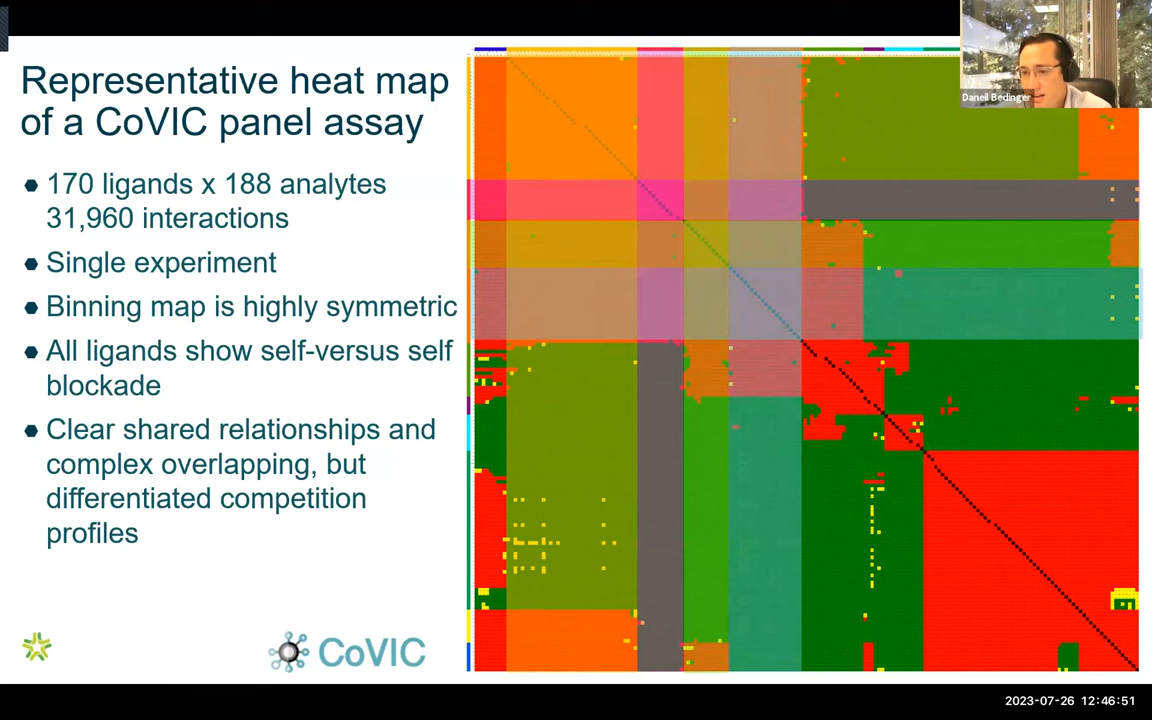 Representative heat map
of a CoVIC panel assay
170 ligands x 188 analytes
31,960 interactions
Single experiment
Binning map is highly symmetric
All ligands show self-versus self
blockade
Clear shared relationships and
complex overlapping, but
differentiated competition
profiles
CoVIC
Daneil Bedinger
2023-07-26 12:46:51